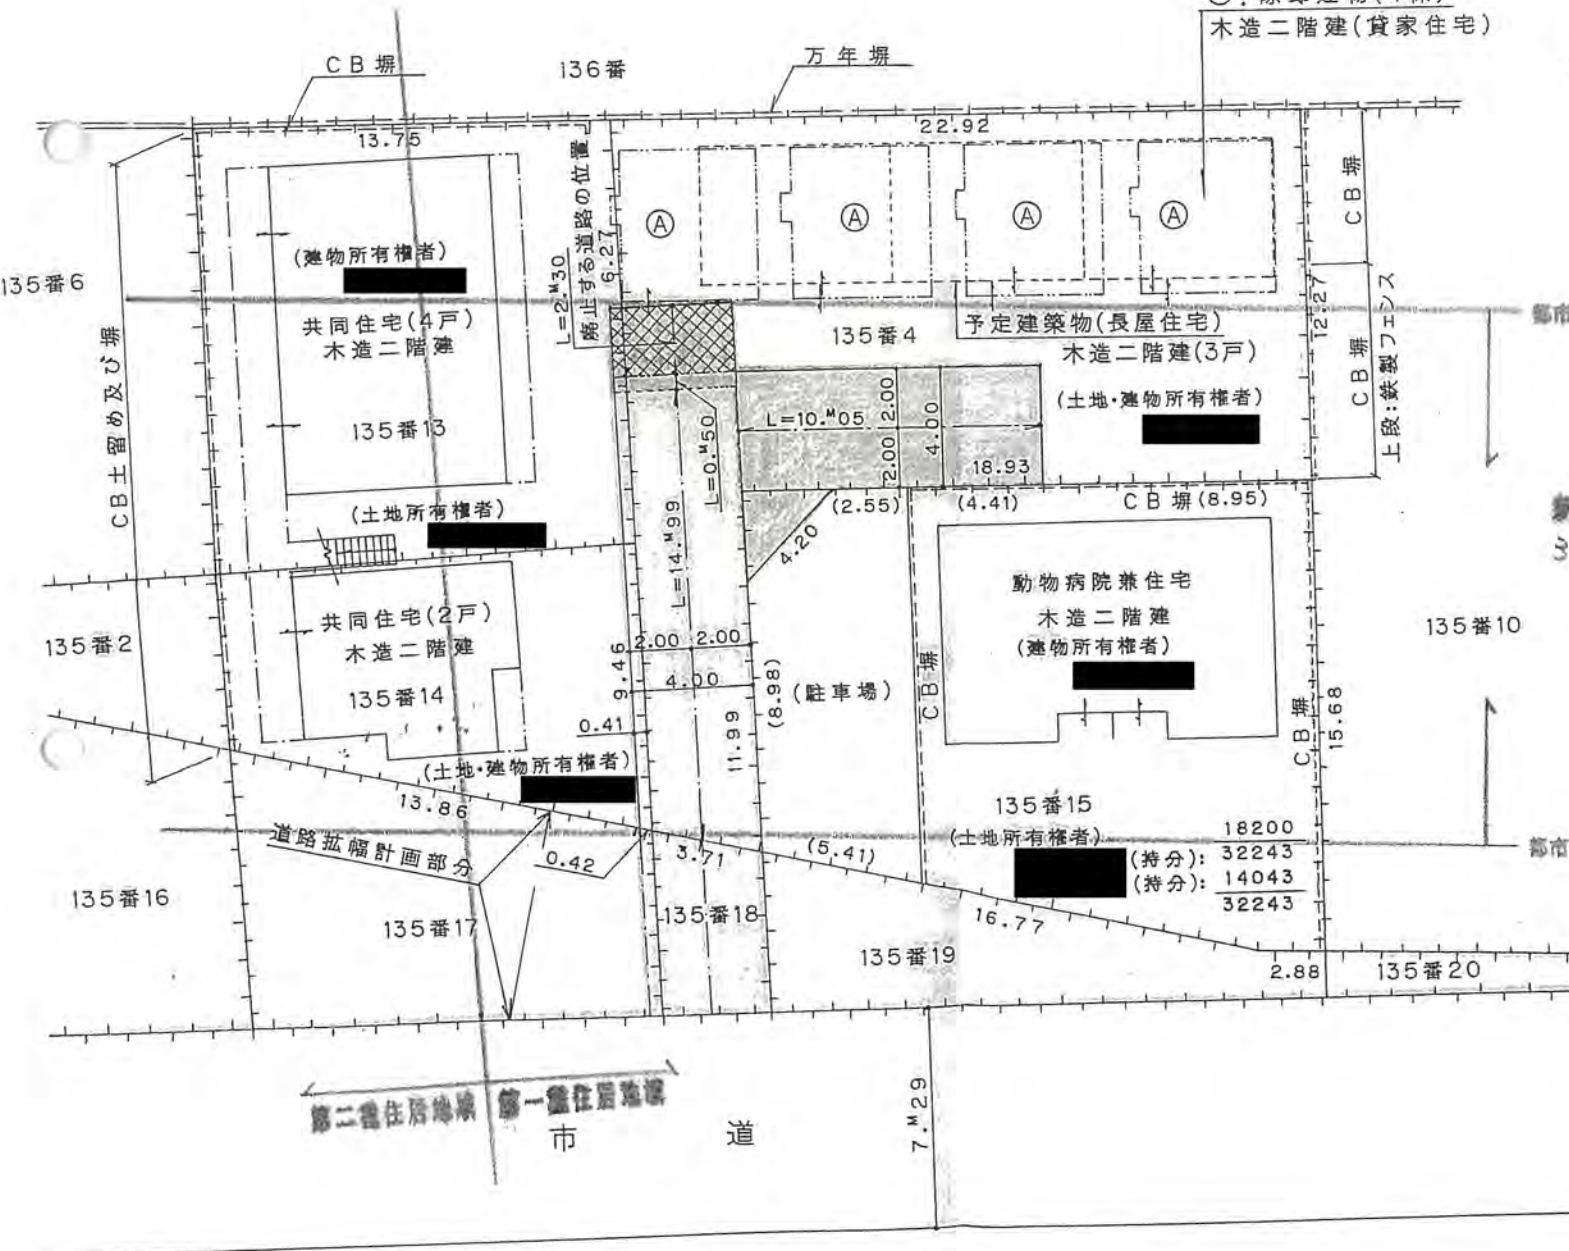 木造二階建(貸家住宅)
CB塀
136番
万年塀
13.75
22.92
廃止する道路の位置
L=2.ᴹ30
6.27
Ⓐ
Ⓐ
Ⓐ
Ⓐ
CB塀
12.27
CB塀
上段:鉄製フェンス
135番6
(建物所有権者)
共同住宅(4戸)
木造二階建
135番13
(土地所有権者)
CB土留め及び塀
135番4
予定建築物(長屋住宅)
木造二階建(3戸)
(土地・建物所有権者)
都市
L=10.ᴹ05
2.00
2.00
4.00
18.93
L=0.ᴹ50
L=14.ᴹ99
(2.55)
(4.41)
CB塀(8.95)
4.20
動物病院兼住宅
木造二階建
(建物所有権者)
135番10
135番2
共同住宅(2戸)
木造二階建
135番14
(土地・建物所有権者)
9.46
2.00
2.00
4.00
0.41
11.99
(8.98)
(駐車場)
CB塀
CB塀
15.68
13.86
道路拡幅計画部分
0.42
3.71
(5.41)
135番15
(土地所有権者)
(持分):
18200
32243
(持分):
14043
32243
都市
135番16
135番17
135番18
135番19
16.77
2.88
135番20
第二種住居地域
第一種住居地域
市道
7.ᴹ29